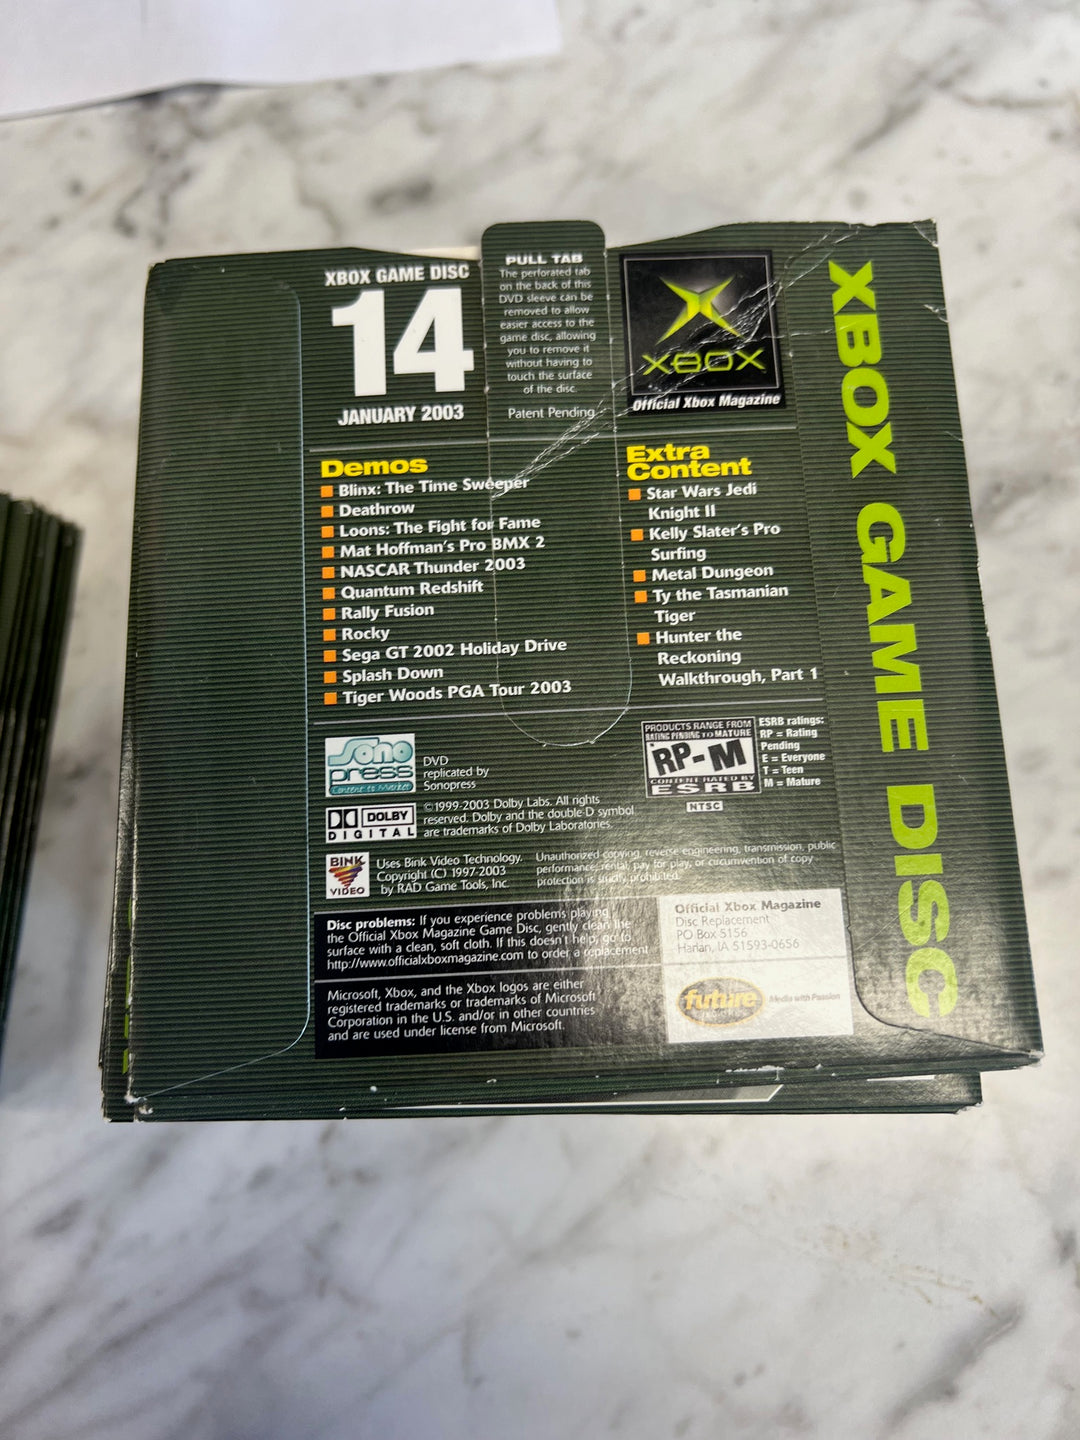 XBOX GAME DISC
14
JANUARY 2003
PULL TAB
The perforated tab
on the back of this
DVD sleeve can be
removed to allow
easier access to the
game disc, allowing
you to remove it
without having to
touch the surface
of the disc.
Patent Pending
XBOX
Official Xbox Magazine
XBOX GAME DISC
Demos
Blinx: The Time Sweeper
Deathrow
Loons: The Fight for Fame
Mat Hoffman's Pro BMX 2
NASCAR Thunder 2003
Quantum Redshift
Rally Fusion
Rocky
Sega GT 2002 Holiday Drive
Splash Down
Tiger Woods PGA Tour 2003
Extra
Content
Star Wars Jedi
Knight II
Kelly Slater's Pro
Surfing
Metal Dungeon
Ty the Tasmanian
Tiger
Hunter the
Reckoning
Walkthrough, Part 1
Sono
press
Content to Market
DVD
replicated by
Sonopress
PRODUCTS RANGE FROM
RATING PENDING TO MATURE
RP-M
CONTENT RATED BY
ESRB
NTSC
ESRB ratings:
RP = Rating
Pending
E = Everyone
T = Teen
M = Mature
DOLBY
DIGITAL
©1999-2003 Dolby Labs. All rights
reserved. Dolby and the double-D symbol
are trademarks of Dolby Laboratories.
BINK
VIDEO
Uses Bink Video Technology.
Copyright (C) 1997-2003
by RAD Game Tools, Inc.
Unauthorized copying, reverse engineering, transmission, public
performance, rental, pay for play, or circumvention of copy
protection is strictly prohibited.
Disc problems: If you experience problems playing
the Official Xbox Magazine Game Disc, gently clean the
surface with a clean, soft cloth. If this doesn't help, go to
http://www.officialxboxmagazine.com to order a replacement
Official Xbox Magazine
Disc Replacement
PO Box 5156
Harlan, IA 51593-0656
Microsoft, Xbox, and the Xbox logos are either
registered trademarks or trademarks of Microsoft
Corporation in the U.S. and/or in other countries
and are used under license from Microsoft.
future
Media with Passion